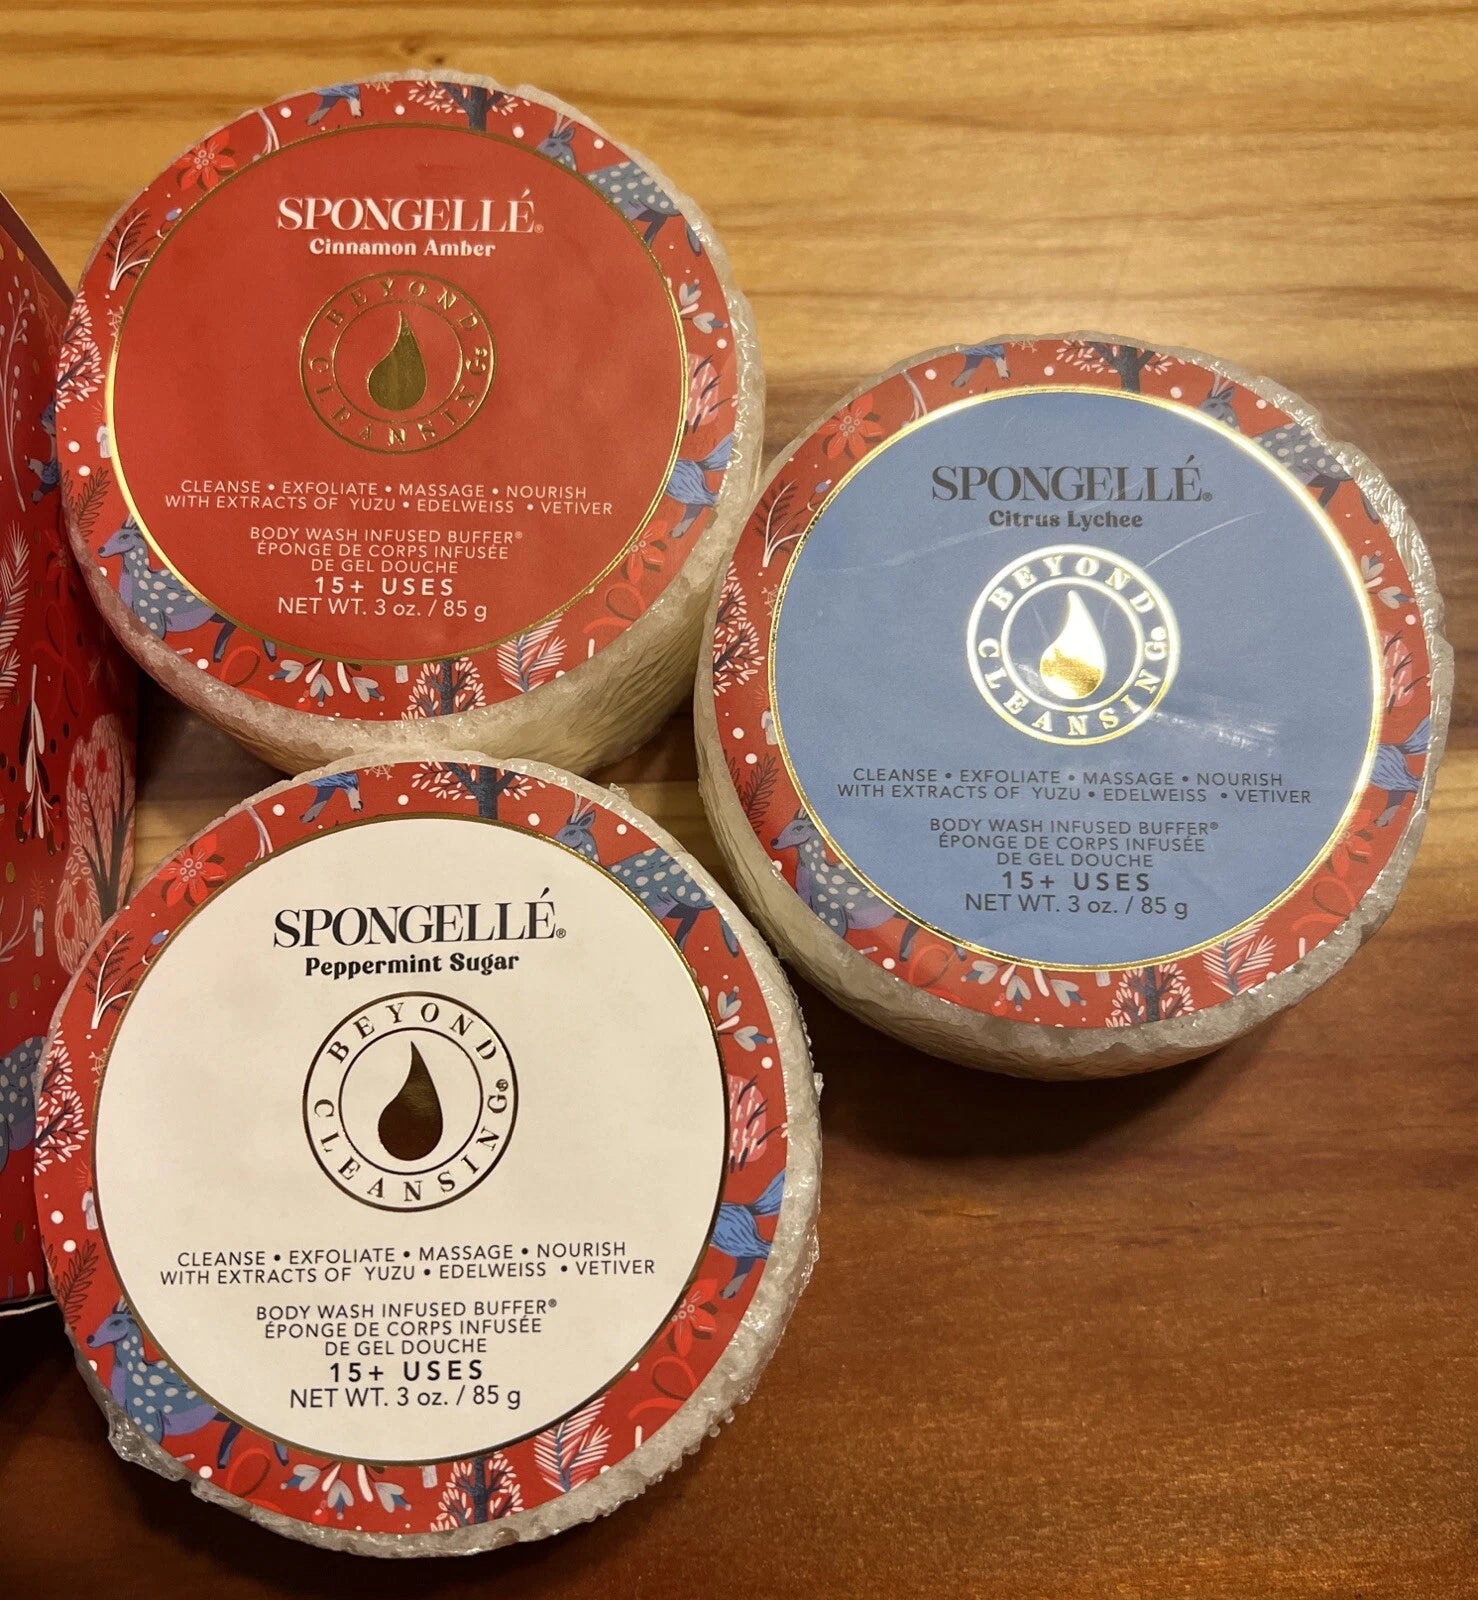 SPONGELLÉ®
Cinnamon Amber
BEYOND
CLEANSING®
CLEANSE • EXFOLIATE • MASSAGE • NOURISH
WITH EXTRACTS OF YUZU • EDELWEISS • VETIVER
BODY WASH INFUSED BUFFER®
ÉPONGE DE CORPS INFUSÉE
DE GEL DOUCHE
15+ USES
NET WT. 3 oz. / 85 g
SPONGELLÉ®
Citrus Lychee
BEYOND
CLEANSING®
CLEANSE • EXFOLIATE • MASSAGE • NOURISH
WITH EXTRACTS OF YUZU • EDELWEISS • VETIVER
BODY WASH INFUSED BUFFER®
ÉPONGE DE CORPS INFUSÉE
DE GEL DOUCHE
15+ USES
NET WT. 3 oz. / 85 g
SPONGELLÉ®
Peppermint Sugar
BEYOND
CLEANSING®
CLEANSE • EXFOLIATE • MASSAGE • NOURISH
WITH EXTRACTS OF YUZU • EDELWEISS • VETIVER
BODY WASH INFUSED BUFFER®
ÉPONGE DE CORPS INFUSÉE
DE GEL DOUCHE
15+ USES
NET WT. 3 oz. / 85 g